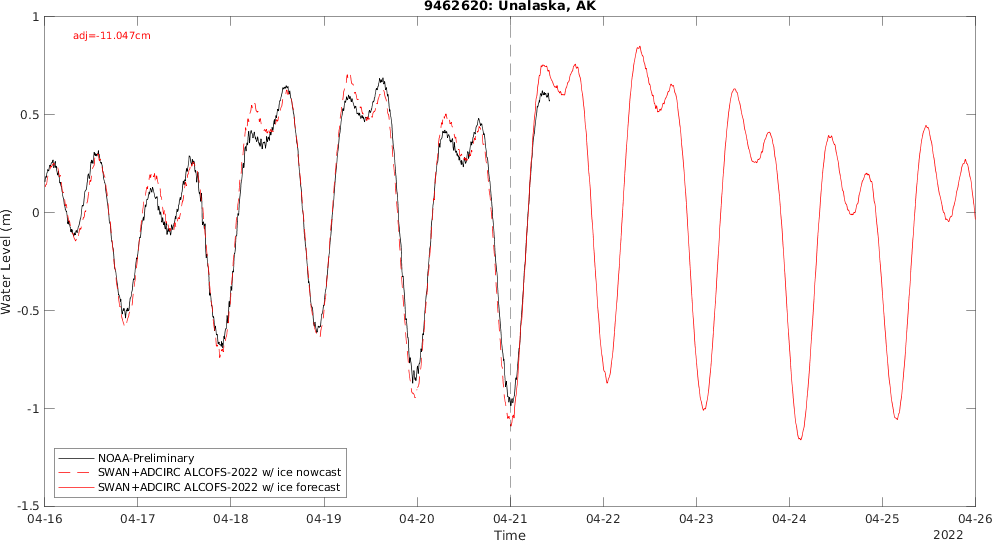 9462620: Unalaska, AK
adj=-11.047cm
1
0.5
0
-0.5
-1
-1.5
Water Level (m)
NOAA-Preliminary
SWAN+ADCIRC ALCOFS-2022 w/ ice nowcast
SWAN+ADCIRC ALCOFS-2022 w/ ice forecast
04-16 04-17 04-18 04-19 04-20 04-21 04-22 04-23 04-24 04-25 04-26
Time
2022